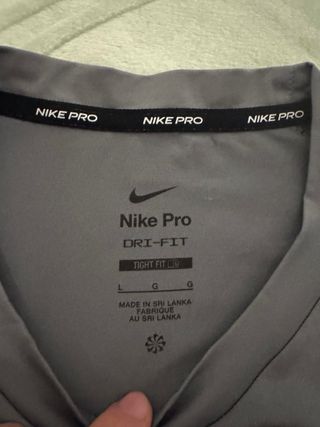 NIKE PRO NIKE PRO NIKE PRO
Nike Pro
DRI-FIT
TIGHT FIT
L G G
MADE IN SRI LANKA
FABRIQUÉ
AU SRI LANKA